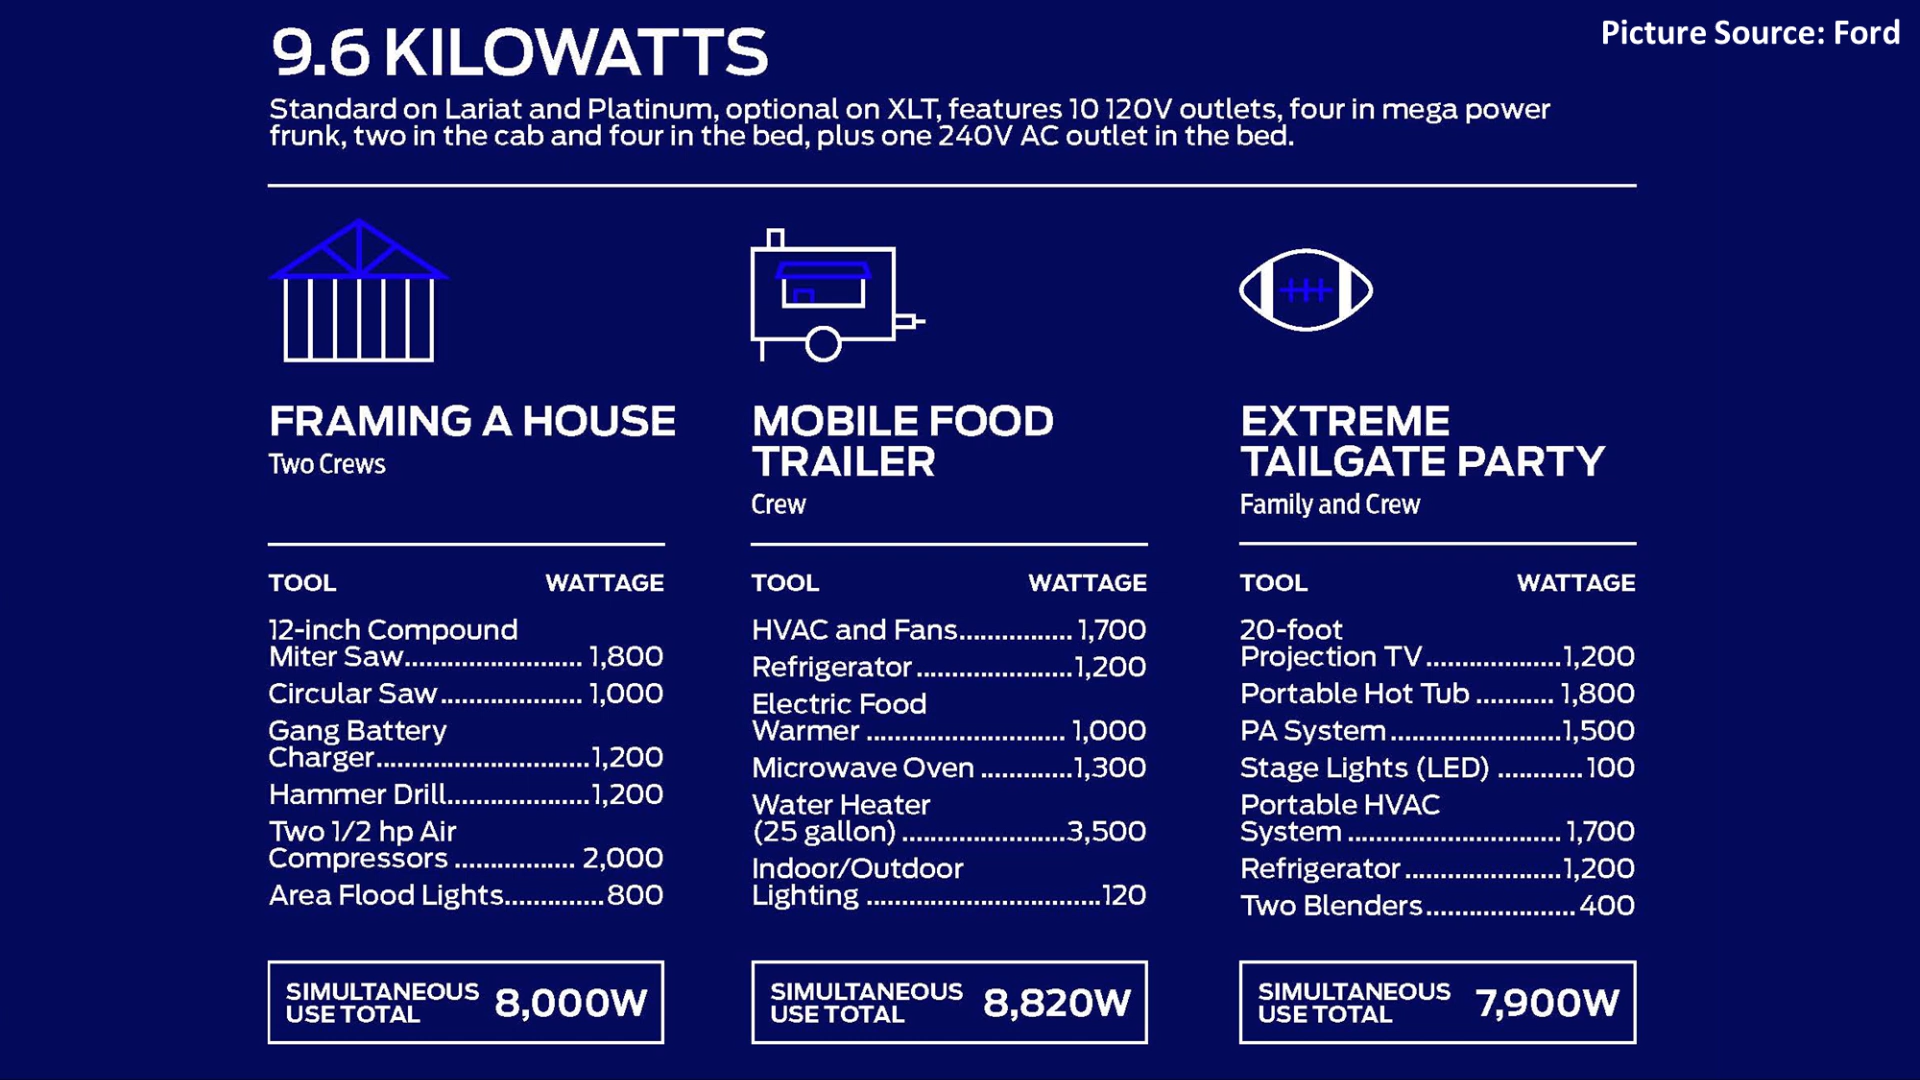 Picture Source: Ford
9.6 KILOWATTS
Standard on Lariat and Platinum, optional on XLT, features 10 120V outlets, four in mega power
frunk, two in the cab and four in the bed, plus one 240V AC outlet in the bed.
FRAMING A HOUSE
Two Crews
TOOL WATTAGE
12-inch Compound
Miter Saw........................ 1,800
Circular Saw................... 1,000
Gang Battery
Charger.............................1,200
Hammer Drill...................1,200
Two 1/2 hp Air
Compressors ................ 2,000
Area Flood Lights.............800
SIMULTANEOUS
USE TOTAL 8,000W
MOBILE FOOD
TRAILER
Crew
TOOL WATTAGE
HVAC and Fans............... 1,700
Refrigerator.....................1,200
Electric Food
Warmer ........................... 1,000
Microwave Oven ............1,300
Water Heater
(25 gallon) ......................3,500
Indoor/Outdoor
Lighting ................................120
SIMULTANEOUS
USE TOTAL 8,820W
EXTREME
TAILGATE PARTY
Family and Crew
TOOL WATTAGE
20-foot
Projection TV..................1,200
Portable Hot Tub .......... 1,800
PA System.......................1,500
Stage Lights (LED) ...........100
Portable HVAC
System ............................ 1,700
Refrigerator.....................1,200
Two Blenders.................... 400
SIMULTANEOUS
USE TOTAL 7,900W